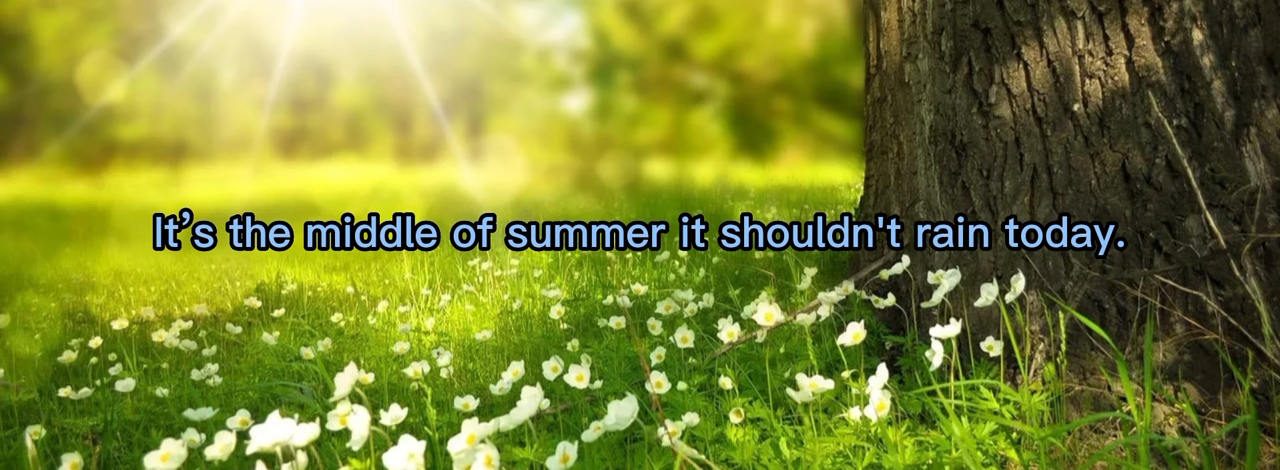 It’s the middle of summer it shouldn't rain today.